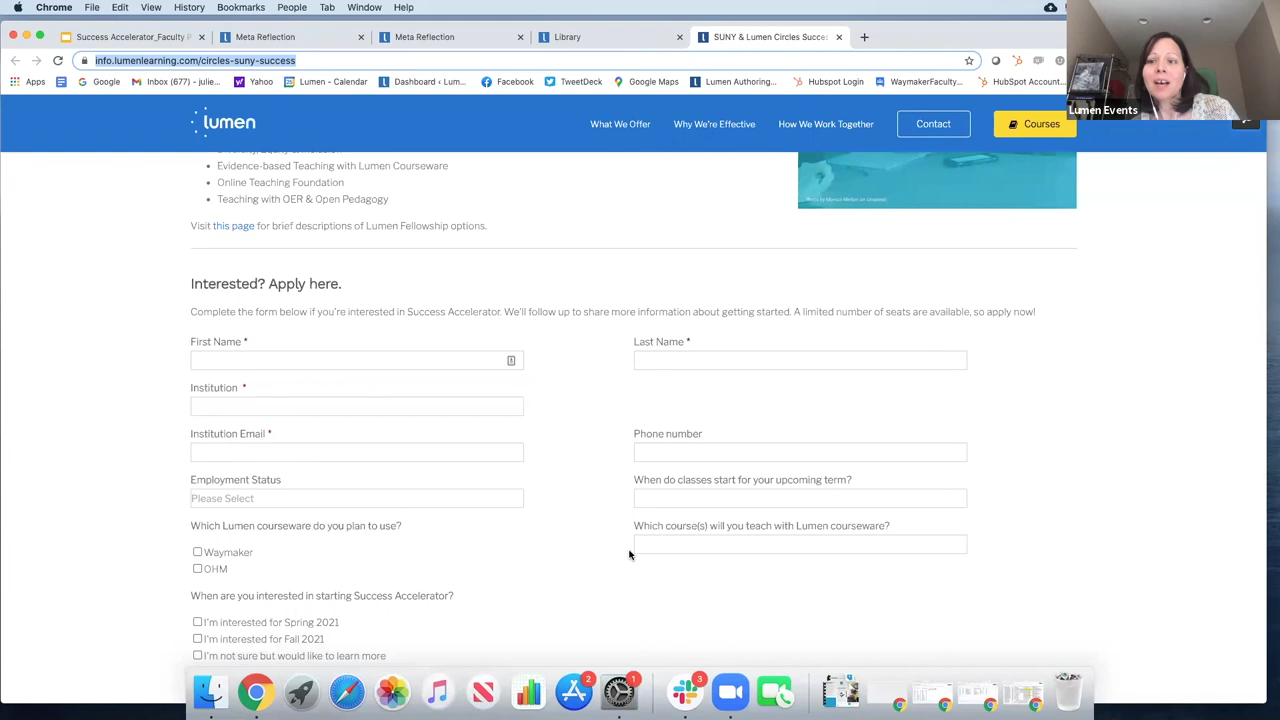 Chrome File Edit View History Bookmarks People Tab Window Help
Success Accelerator_Faculty P
Meta Reflection
Meta Reflection
Library
SUNY & Lumen Circles Succe
info.lumenlearning.com/circles-suny-success
Apps Google Inbox (677) - julie... Yahoo Lumen - Calendar Dashboard ‹ Lum... Facebook TweetDeck Google Maps Lumen Authoring... Hubspot Login WaymakerFaculty... HubSpot Account...
Lumen Events
lumen What We Offer Why We're Effective How We Work Together Contact Courses
Evidence-based Teaching with Lumen Courseware
Online Teaching Foundation
Teaching with OER & Open Pedagogy
Visit this page for brief descriptions of Lumen Fellowship options.
Interested? Apply here.
Complete the form below if you're interested in Success Accelerator. We'll follow up to share more information about getting started. A limited number of seats are available, so apply now!
First Name *
Last Name *
Institution *
Institution Email *
Phone number
Employment Status
When do classes start for your upcoming term?
Please Select
Which Lumen courseware do you plan to use?
Which course(s) will you teach with Lumen courseware?
Waymaker
OHM
When are you interested in starting Success Accelerator?
I'm interested for Spring 2021
I'm interested for Fall 2021
I'm not sure but would like to learn more
2 1 3